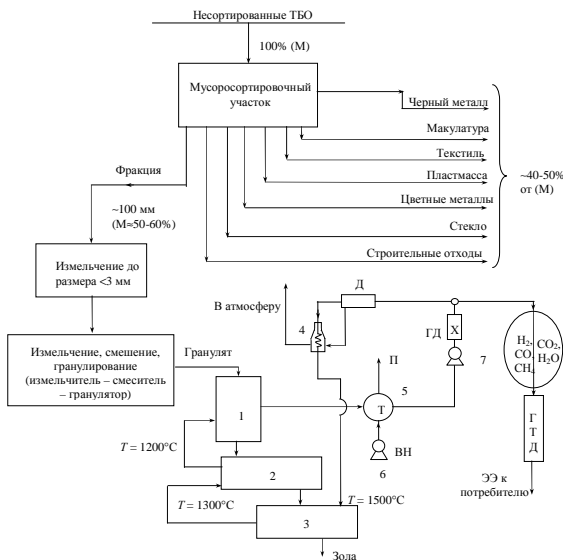 Несортированные ТБО
100% (М)
Мусоросортировочный
участок
Черный металл
Макулатура
Текстиль
Пластмасса
Цветные металлы
Стекло
Строительные отходы
~40-50%
от (М)
Фракция
~100 мм
(М≈50-60%)
Измельчение до
размера <3 мм
Измельчение, смешение,
гранулирование
(измельчитель – смеситель
– гранулятор)
Гранулят
В атмосферу
Д
4
ГД
Х
7
H2,
CO,
CH4
CO2,
H2O
П
5
Т
ВН
6
1
T = 1200°C
2
T = 1300°C
T = 1500°C
3
Зола
Г
Т
Д
ЭЭ к
потребителю